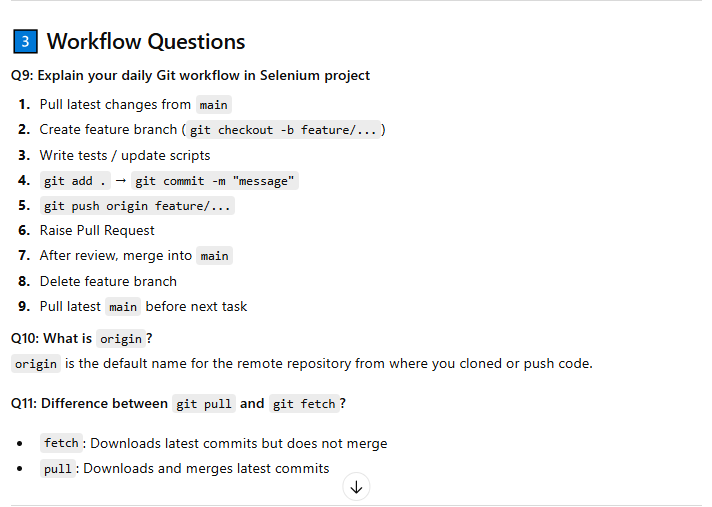 3 Workflow Questions
Q9: Explain your daily Git workflow in Selenium project
1. Pull latest changes from main
2. Create feature branch (git checkout -b feature/...)
3. Write tests / update scripts
4. git add . → git commit -m "message"
5. git push origin feature/...
6. Raise Pull Request
7. After review, merge into main
8. Delete feature branch
9. Pull latest main before next task
Q10: What is origin?
origin is the default name for the remote repository from where you cloned or push code.
Q11: Difference between git pull and git fetch?
• fetch: Downloads latest commits but does not merge
• pull: Downloads and merges latest commits